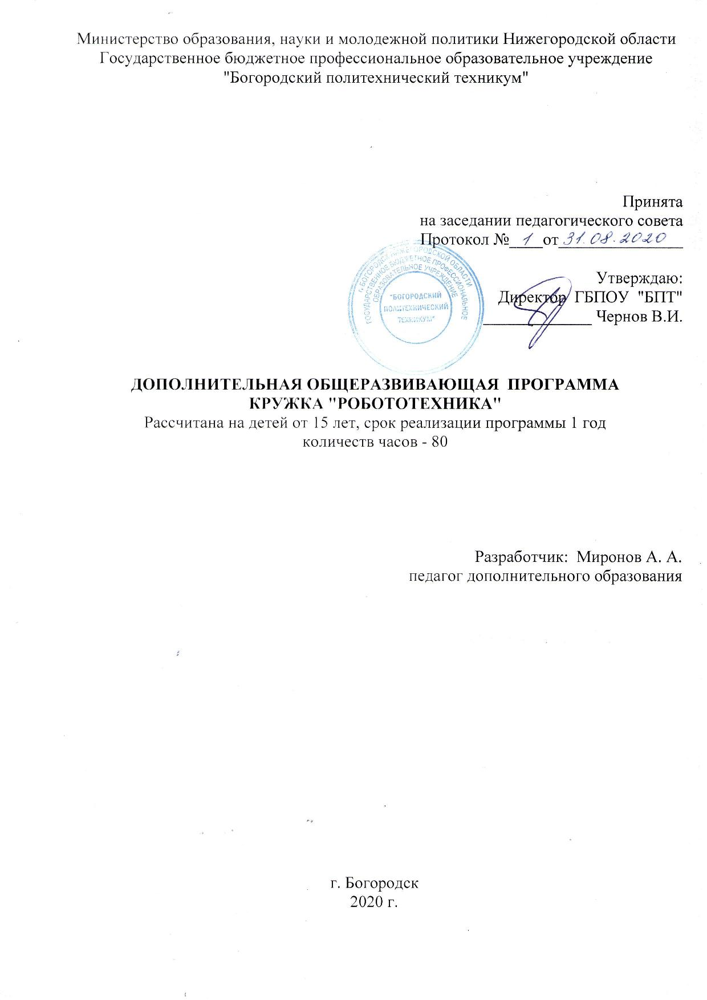 Министерство образования, науки и молодежной политики Нижегородской области
Государственное бюджетное профессиональное образовательное учреждение
"Богородский политехнический техникум"
Принята
на заседании педагогического совета
Протокол №____1____от 31.08.2020
Г. БОГОРОДСК НИЖЕГОРОДСКОЙ ОБЛАСТИ
ГОСУДАРСТВЕННОЕ БЮДЖЕТНОЕ ПРОФЕССИОНАЛЬНОЕ
ОБРАЗОВАТЕЛЬНОЕ УЧРЕЖДЕНИЕ
"БОГОРОДСКИЙ
ПОЛИТЕХНИЧЕСКИЙ
ТЕХНИКУМ"
Утверждаю:
Директор ГБПОУ "БПТ"
______________ Чернов В.И.
ДОПОЛНИТЕЛЬНАЯ ОБЩЕРАЗВИВАЮЩАЯ ПРОГРАММА
КРУЖКА "РОБОТОТЕХНИКА"
Рассчитана на детей от 15 лет, срок реализации программы 1 год
количеств часов - 80
Разработчик: Миронов А. А.
педагог дополнительного образования
г. Богородск
2020 г.